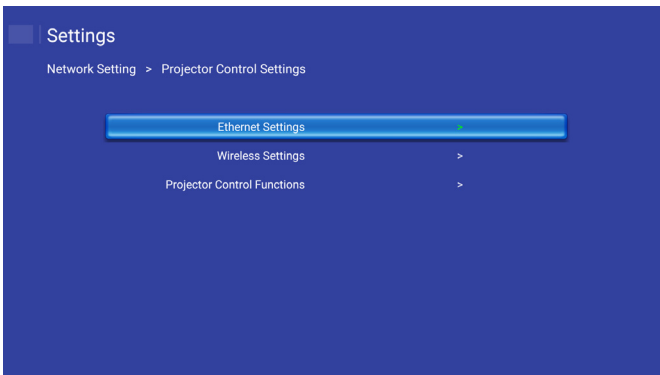 Settings
Network Setting > Projector Control Settings
Ethernet Settings >
Wireless Settings >
Projector Control Functions >